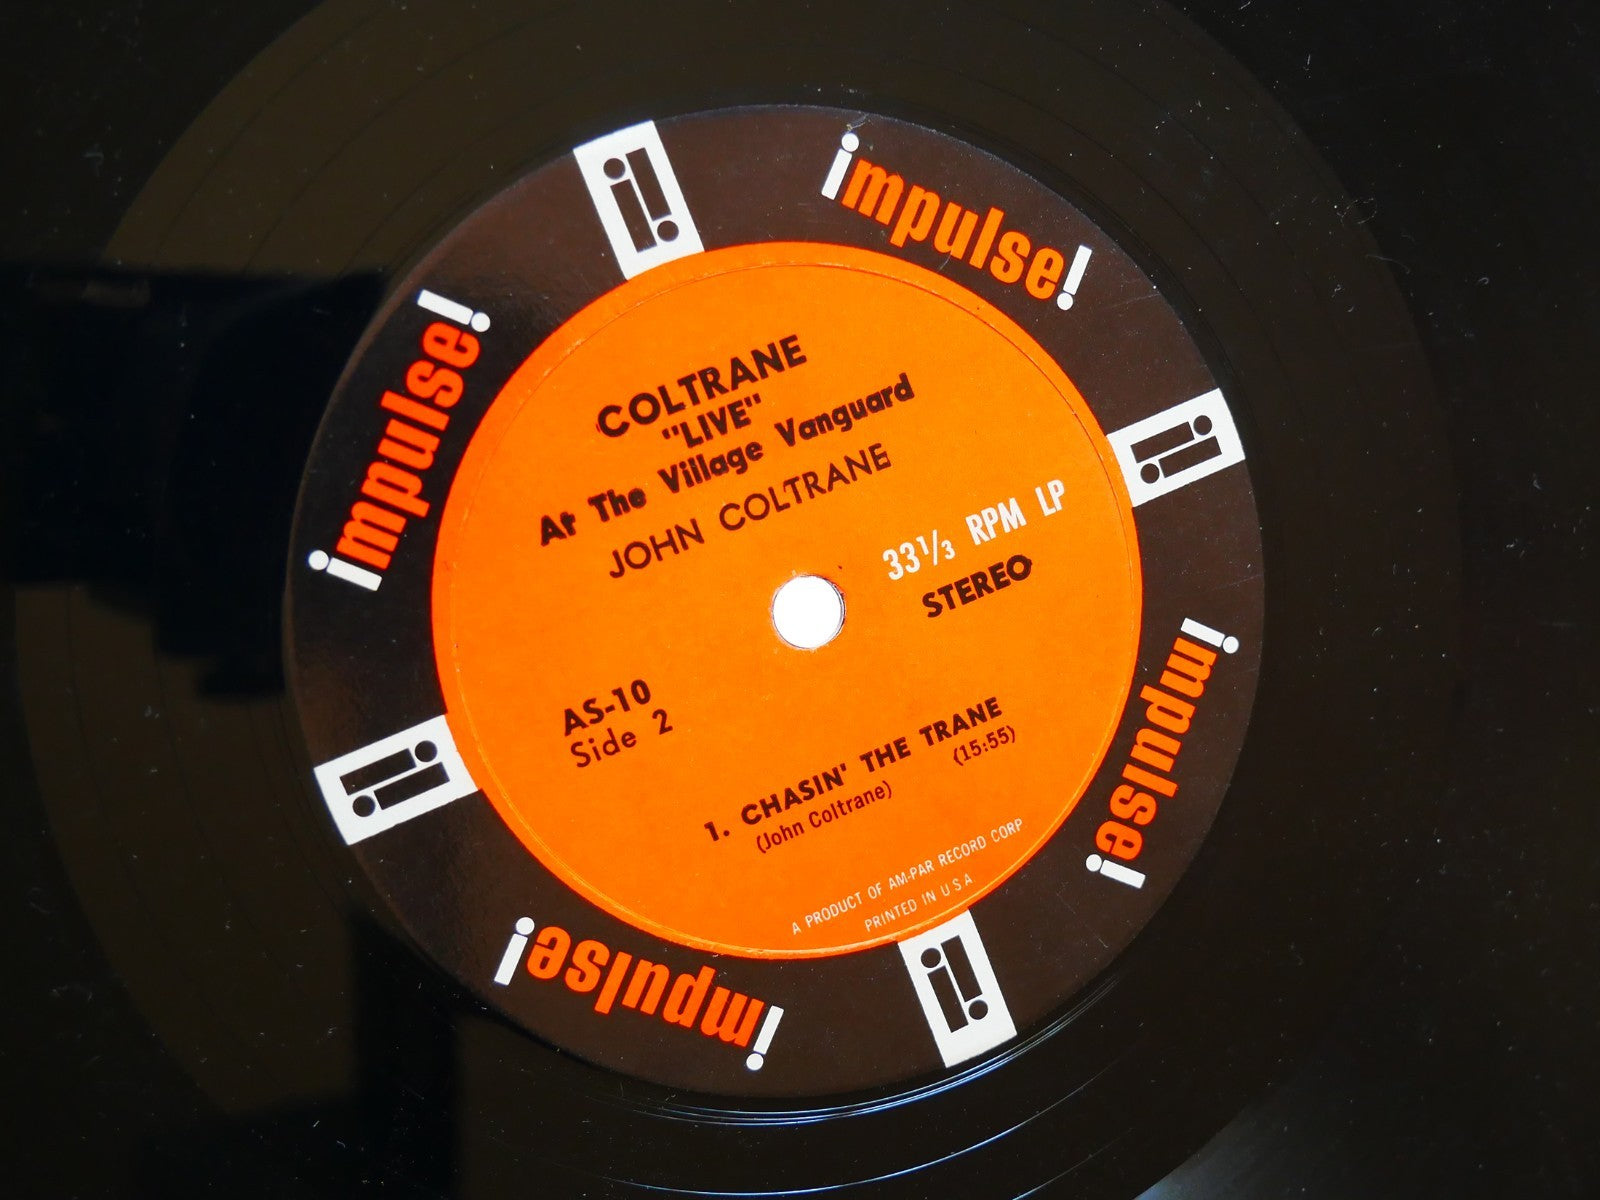 impulse!
impulse!
COLTRANE
"LIVE"
At The Village Vanguard
JOHN COLTRANE
33⅓ RPM LP
STEREO
AS-10
Side 2
1. CHASIN' THE TRANE
(15:55)
(John Coltrane)
A PRODUCT OF AM-PAR RECORD CORP
PRINTED IN U S A
impulse!
impulse!